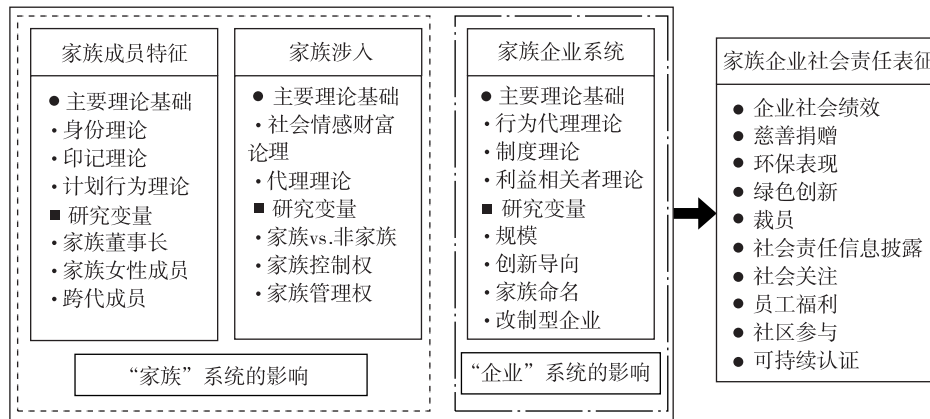 家族成员特征
● 主要理论基础
·身份理论
·印记理论
·计划行为理论
■ 研究变量
·家族董事长
·家族女性成员
·跨代成员
家族涉入
● 主要理论基础
·社会情感财富
论理
·代理理论
■ 研究变量
·家族vs.非家族
·家族控制权
·家族管理权
“家族”系统的影响
家族企业系统
● 主要理论基础
·行为代理理论
·制度理论
·利益相关者理论
■ 研究变量
·规模
·创新导向
·家族命名
·改制型企业
“企业”系统的影响
家族企业社会责任表征
● 企业社会绩效
● 慈善捐赠
● 环保表现
● 绿色创新
● 裁员
● 社会责任信息披露
● 社会关注
● 员工福利
● 社区参与
● 可持续认证